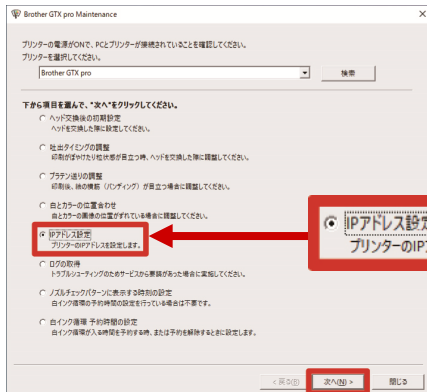 Brother GTX pro Maintenance
プリンターの電源がONで、PCとプリンターが接続されていることを確認してください。
プリンターを選択してください。
Brother GTX pro
検索
下から項目を選んで、"次へ"をクリックしてください。
ヘッド交換後の初期設定
ヘッドを交換した際に設定してください。
吐出タイミングの調整
印刷がぼやけたり粒状感が目立つ時、ヘッドを交換した際に調整してください。
プラテン送りの調整
印刷後、絵の横筋（バンディング）が目立つ場合に調整してください。
白とカラーの位置合わせ
白とカラーの画像の位置がずれている場合に調整してください。
IPアドレス設定
プリンターのIPアドレスを設定します。
IPアドレス設定
プリンターのIPア
ログの取得
トラブルシューティングのためサービスから要請があった場合に実施してください。
ノズルチェックパターンに表示する時刻の設定
白インク循環の予約時間の設定を行っている場合は不要です。
白インク循環 予約時間の設定
白インク循環が入る時間を予約する時、または予約を解除するときに設定します。
< 戻る(B)
次へ(N) >
閉じる